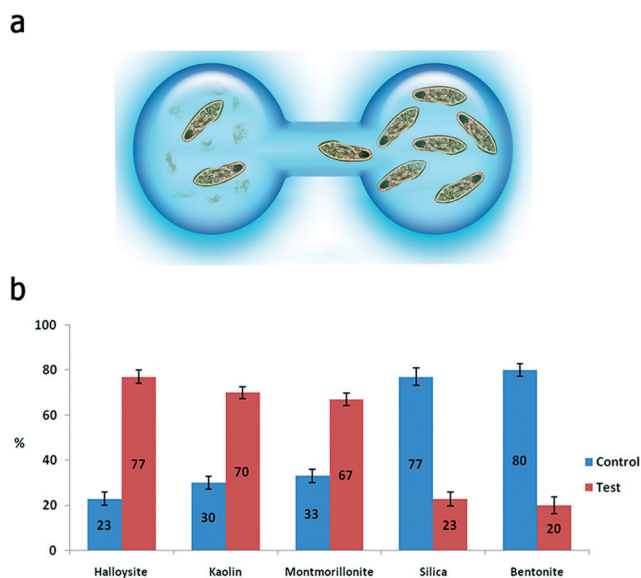 a
b
100
80
60
40
20
0
%
23 77 30 70 33 67 77 23 80 20
Halloysite Kaolin Montmorillonite Silica Bentonite
Control
Test